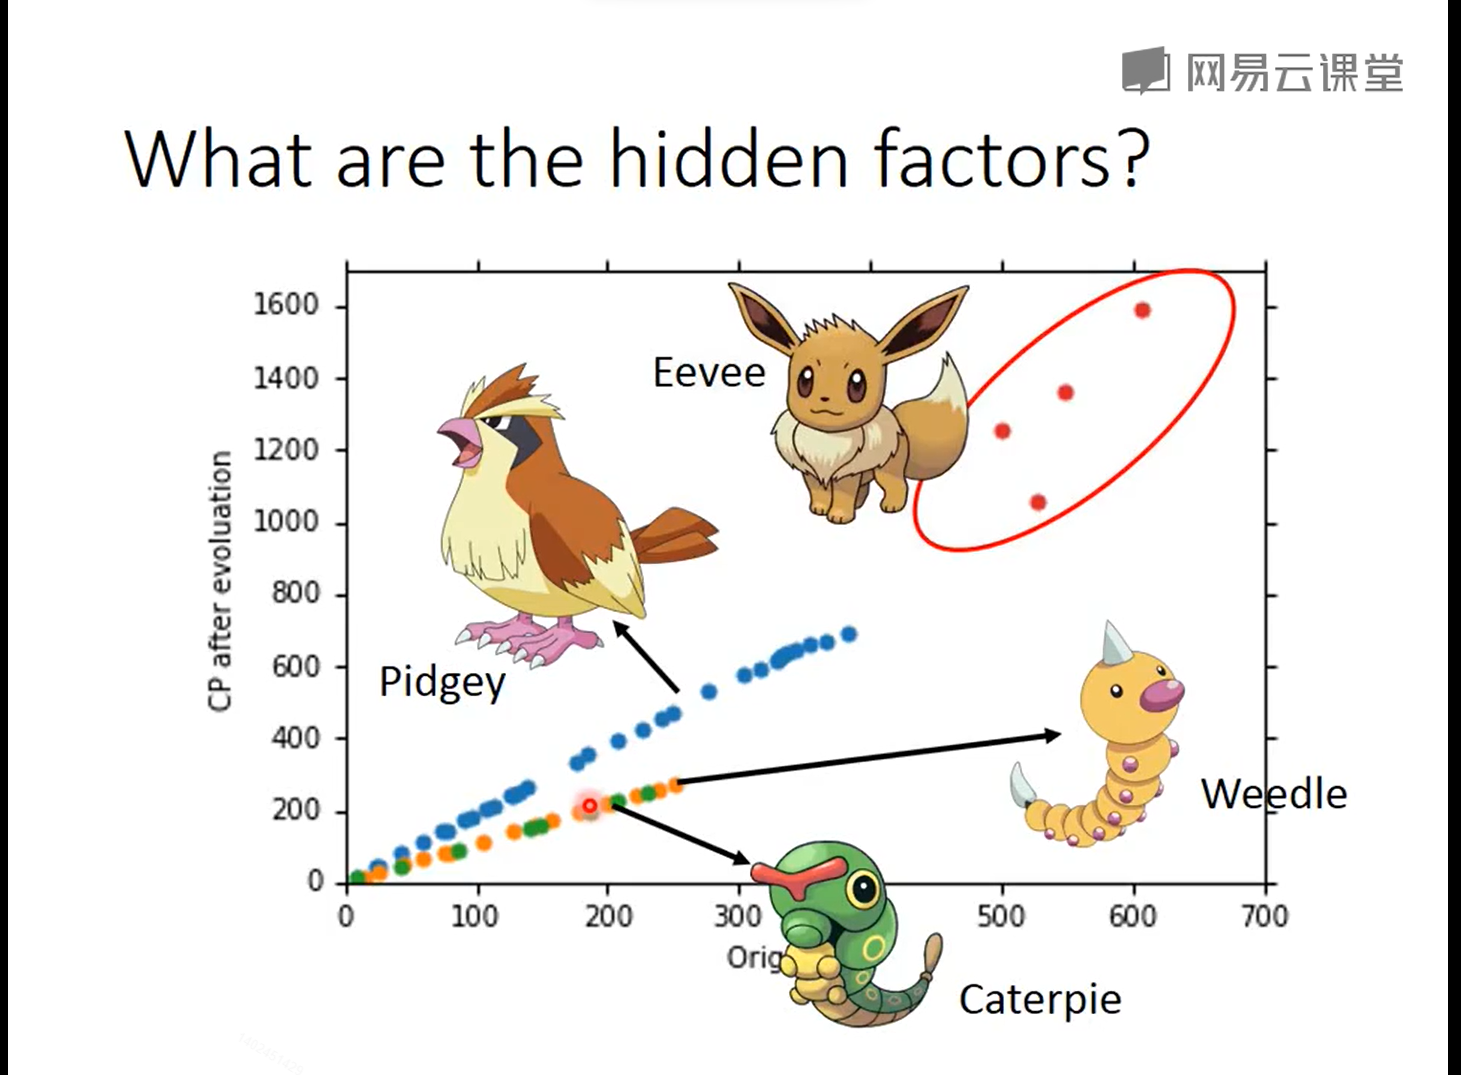 网易云课堂
What are the hidden factors?
1600
1400
1200
1000
800
600
400
200
0
CP after evoluation
Eevee
Pidgey
Weedle
0 100 200 300 500 600 700
Orig
Caterpie